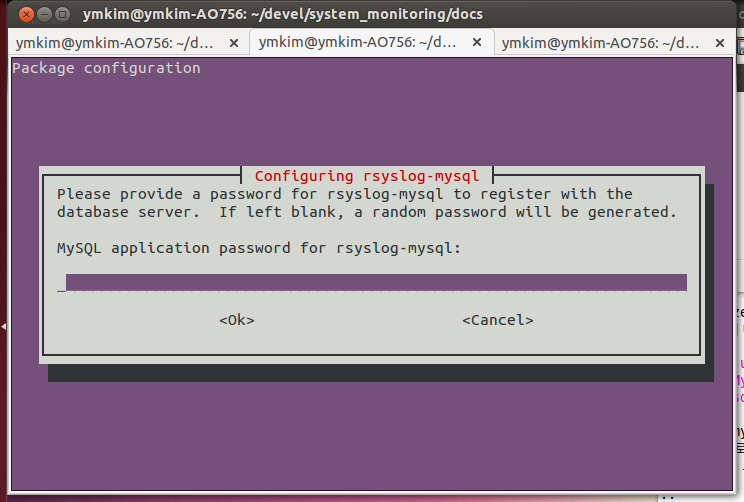 ymkim@ymkim-AO756: ~/devel/system_monitoring/docs
ymkim@ymkim-AO756: ~/d... ymkim@ymkim-AO756: ~/d... ymkim@ymkim-AO756: ~/d...
Package configuration
Configuring rsyslog-mysql
Please provide a password for rsyslog-mysql to register with the
database server.  If left blank, a random password will be generated.
MySQL application password for rsyslog-mysql:
<Ok> <Cancel>